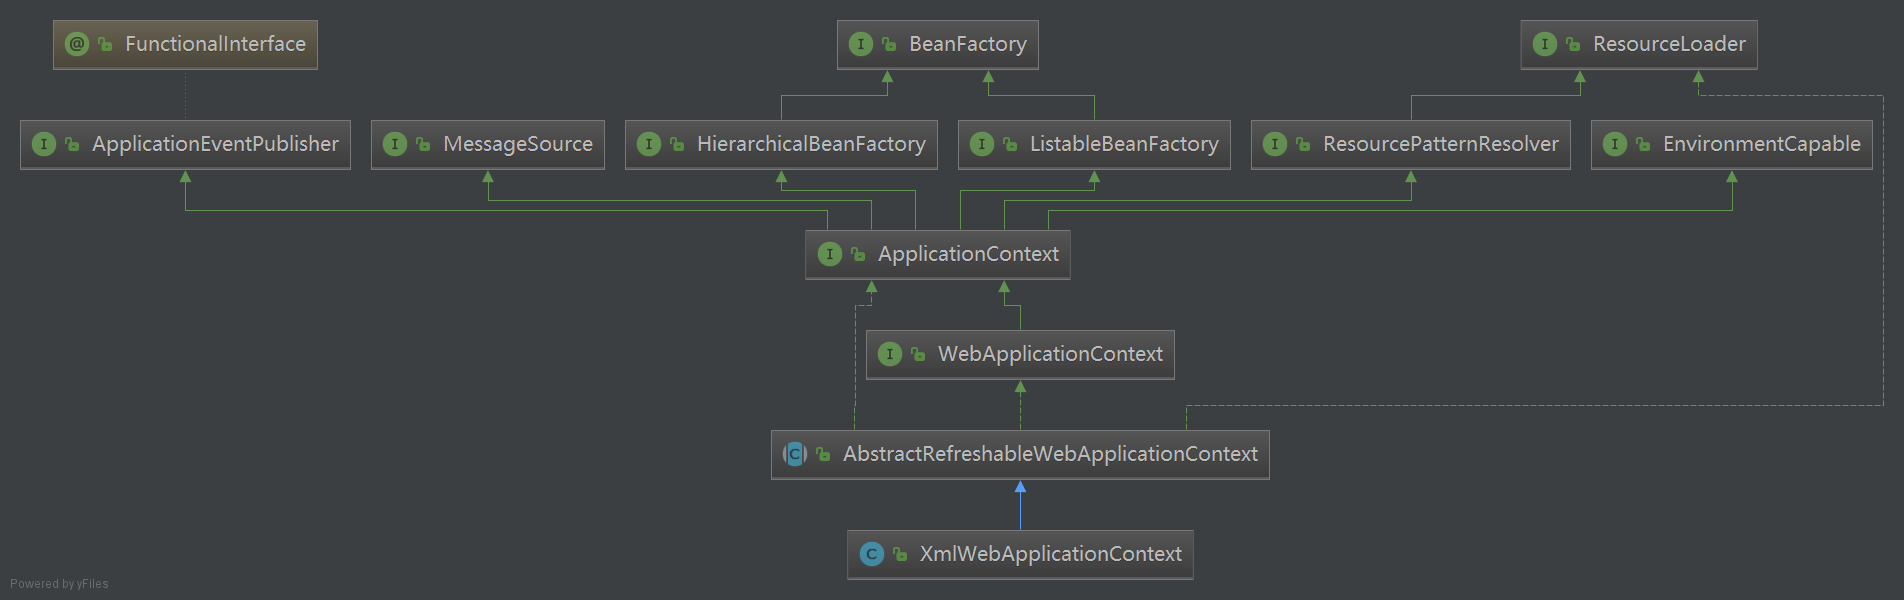 FunctionalInterface
BeanFactory
ResourceLoader
ApplicationEventPublisher
MessageSource
HierarchicalBeanFactory
ListableBeanFactory
ResourcePatternResolver
EnvironmentCapable
ApplicationContext
WebApplicationContext
AbstractRefreshableWebApplicationContext
XmlWebApplicationContext
Powered by yFiles